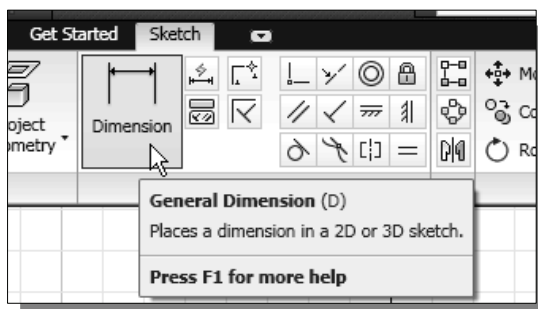 Get Started Sketch
Mo
Dimension
oject
ometry
Co
Ro
General Dimension (D)
Places a dimension in a 2D or 3D sketch.
Press F1 for more help